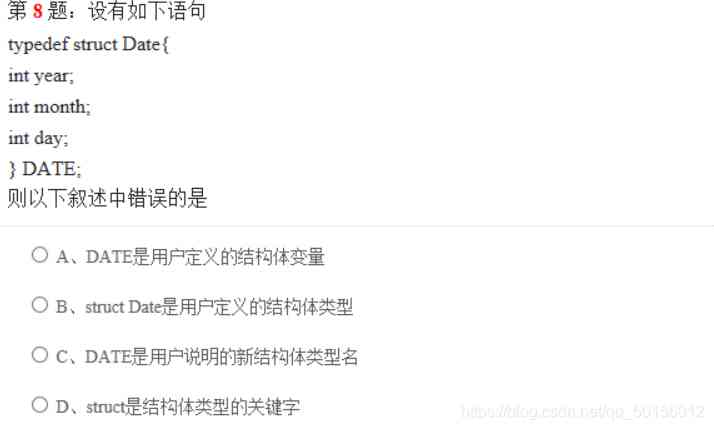 第 8 题：设有如下语句
typedef struct Date{
int year;
int month;
int day;
} DATE;
则以下叙述中错误的是
A、DATE是用户定义的结构体变量
B、struct Date是用户定义的结构体类型
C、DATE是用户说明的新结构体类型名
D、struct是结构体类型的关键字
https://blog.csdn.net/qq_50156012